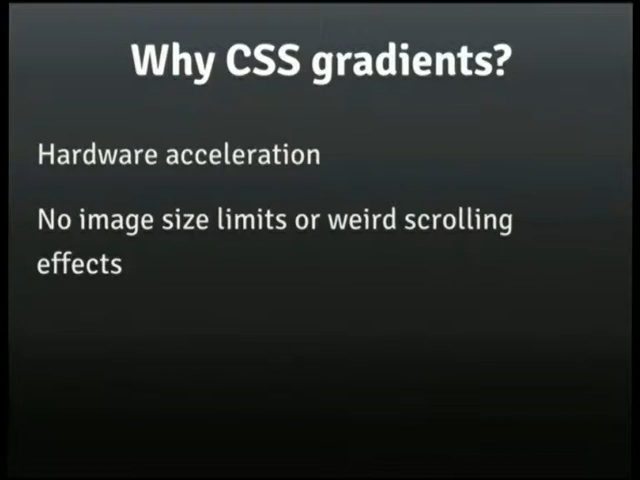 Why CSS gradients?
Hardware acceleration
No image size limits or weird scrolling
effects